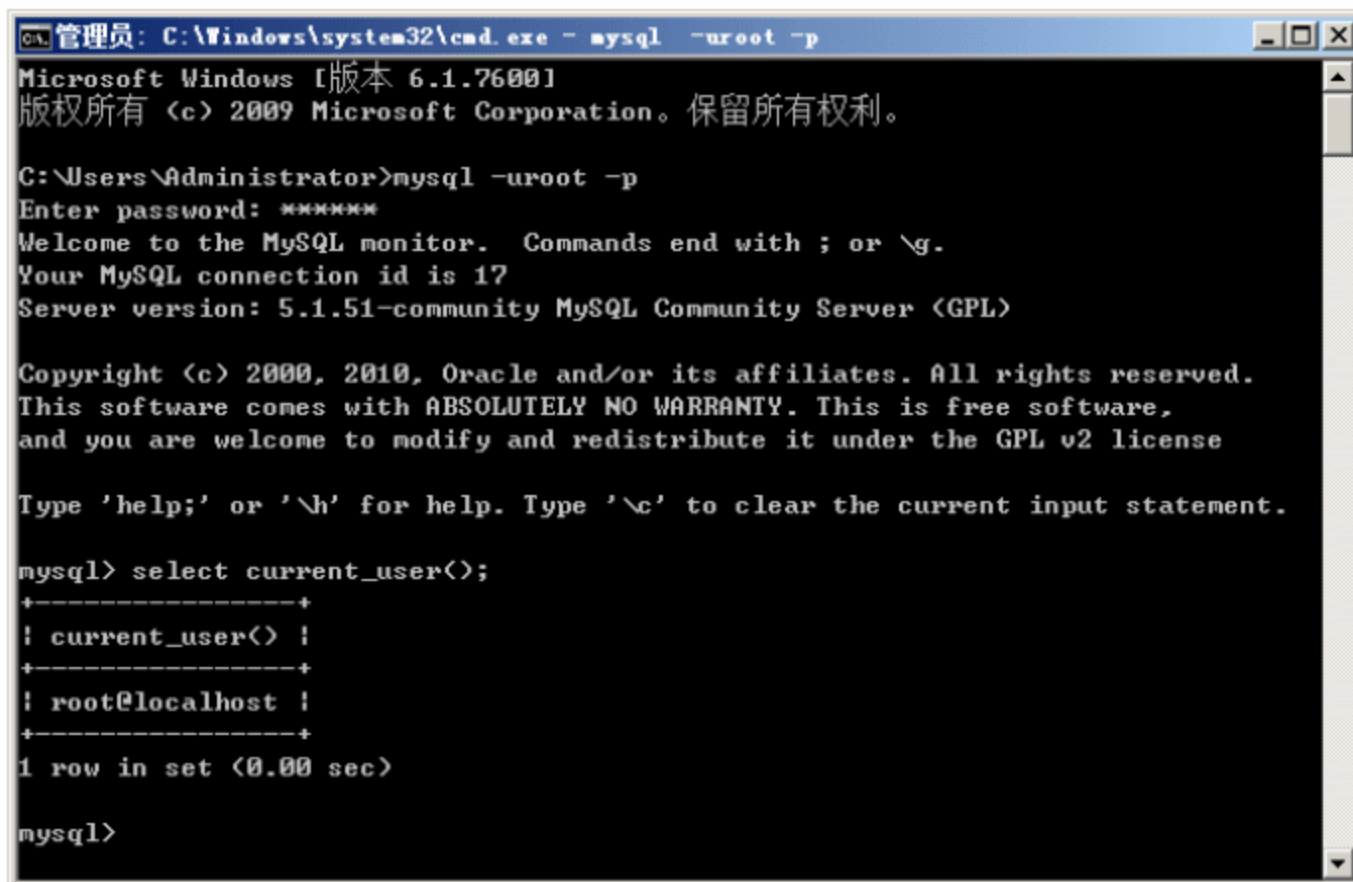 管理员: C:\Windows\system32\cmd.exe - mysql  -uroot -p
Microsoft Windows [版本 6.1.7600]
版权所有 (c) 2009 Microsoft Corporation。保留所有权利。
C:\Users\Administrator>mysql -uroot -p
Enter password: ******
Welcome to the MySQL monitor.  Commands end with ; or \g.
Your MySQL connection id is 17
Server version: 5.1.51-community MySQL Community Server (GPL)
Copyright (c) 2000, 2010, Oracle and/or its affiliates. All rights reserved.
This software comes with ABSOLUTELY NO WARRANTY. This is free software,
and you are welcome to modify and redistribute it under the GPL v2 license
Type 'help;' or '\h' for help. Type '\c' to clear the current input statement.
mysql> select current_user();
+----------------+
| current_user() |
+----------------+
| root@localhost |
+----------------+
1 row in set (0.00 sec)
mysql>